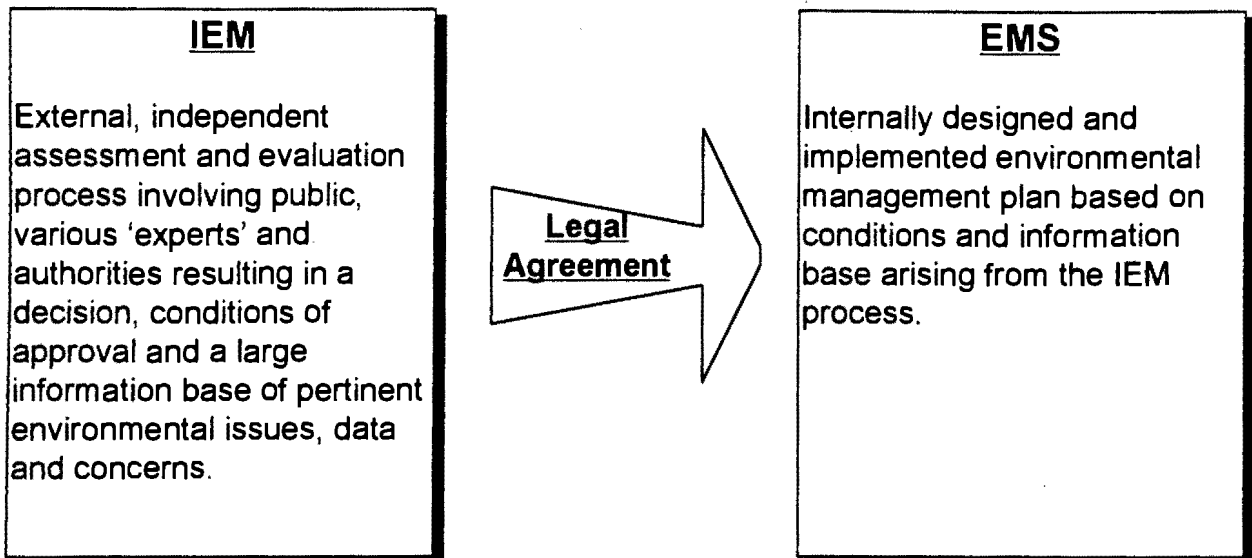 IEM
External, independent
assessment and evaluation
process involving public,
various ‘experts’ and
authorities resulting in a
decision, conditions of
approval and a large
information base of pertinent
environmental issues, data
and concerns.
Legal
Agreement
EMS
Internally designed and
implemented environmental
management plan based on
conditions and information
base arising from the IEM
process.